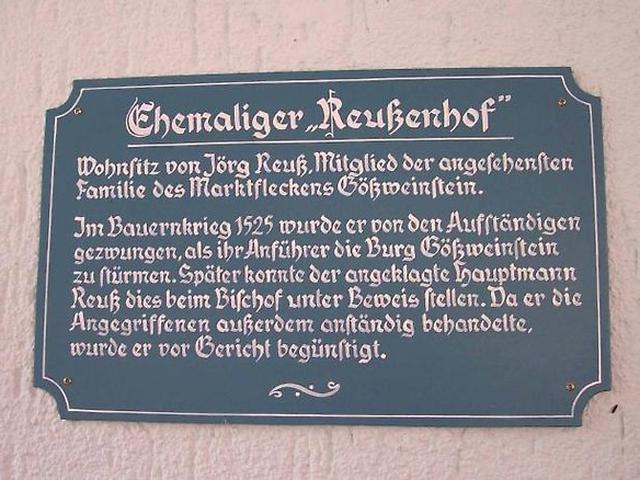 Ehemaliger „Reußenhof"
Wohnsitz von Jörg Reuß, Mitglied der angesehensten
Familie des Marktfleckens Gößweinstein.
Im Bauernkrieg 1525 wurde er von den Aufständigen
gezwungen, als ihr Anführer die Burg Gößweinstein
zu stürmen. Später konnte der angeklagte Hauptmann
Reuß dies beim Bischof unter Beweis stellen. Da er die
Angegriffenen außerdem anständig behandelte,
wurde er vor Gericht begünstigt.